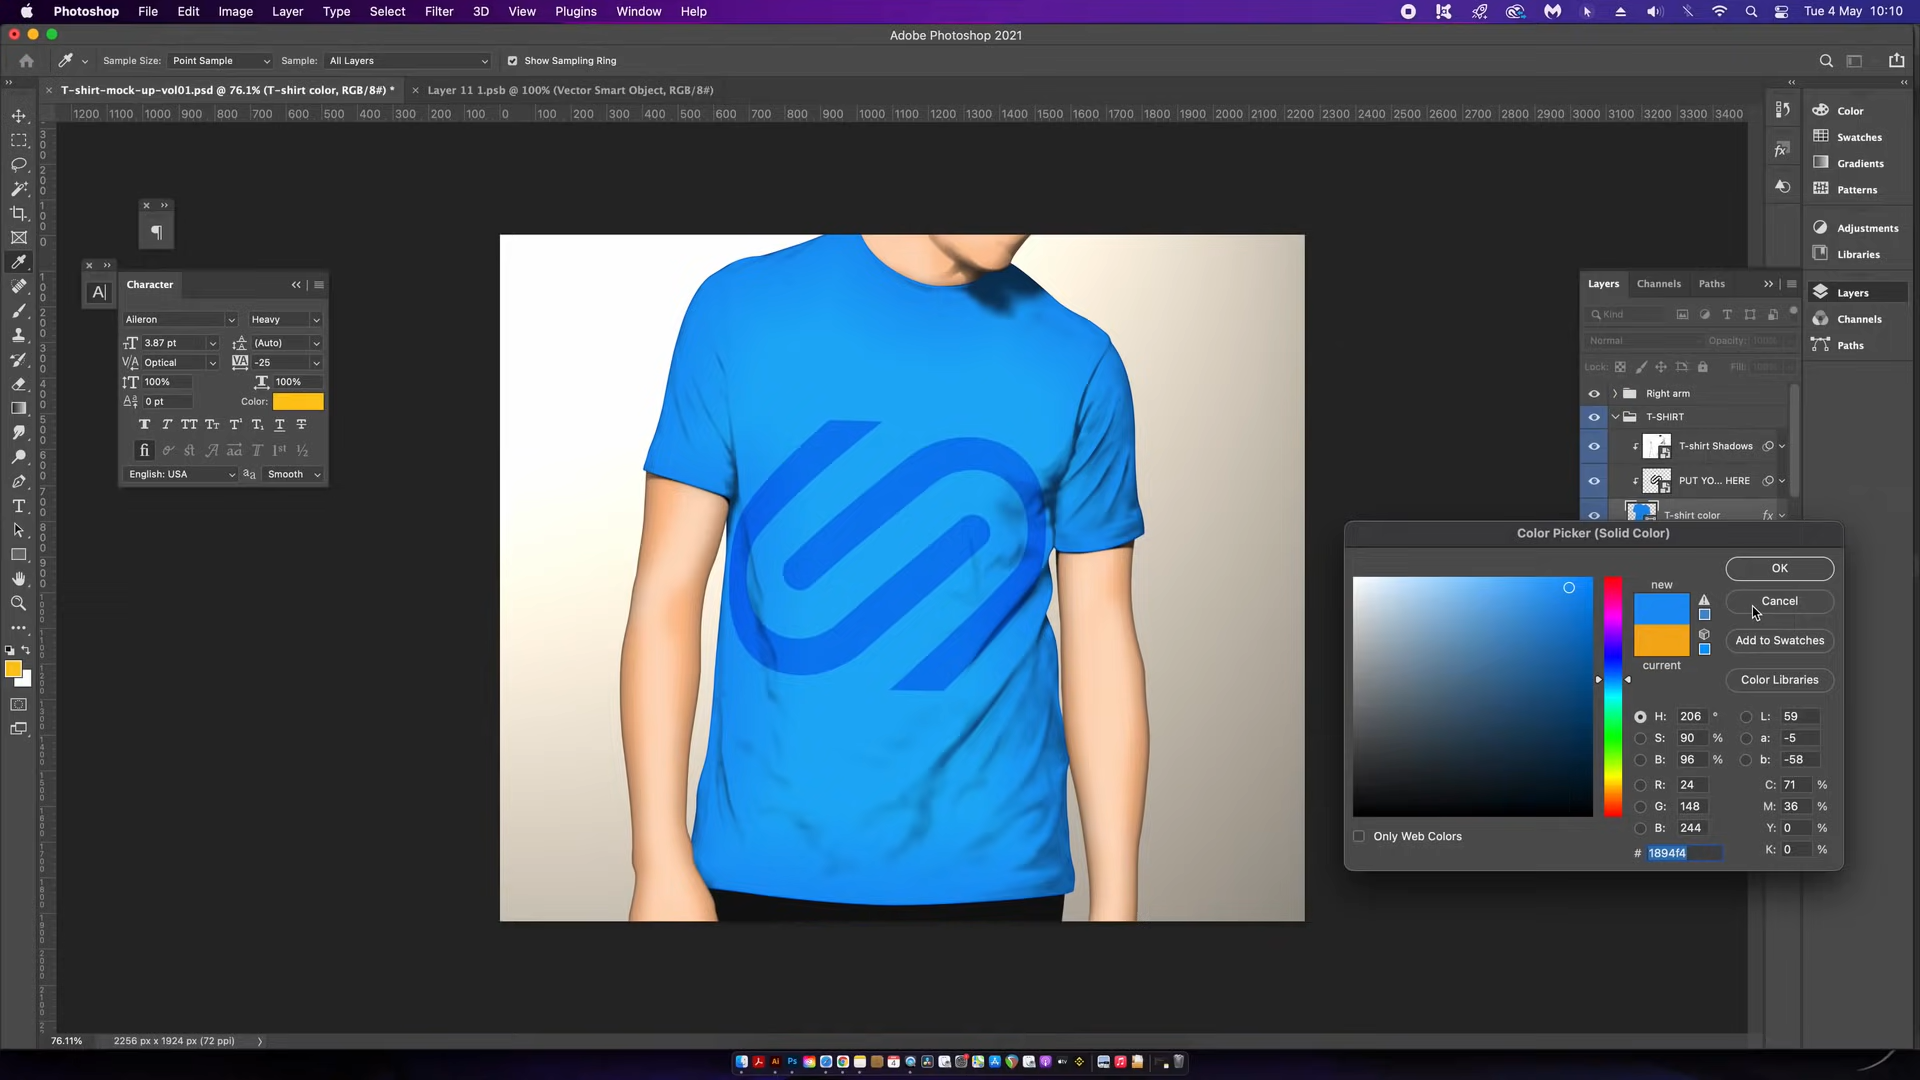 Photoshop File Edit Image Layer Type Select Filter 3D View Plugins Window Help Tue 4 May 10:10
Adobe Photoshop 2021
Sample Size: Point Sample Sample: All Layers Show Sampling Ring
T-shirt-mock-up-vol01.psd @ 76.1% (T-shirt color, RGB/8#) * Layer 11 1.psb @ 100% (Vector Smart Object, RGB/8#)
1200 1100 1000 900 800 700 600 500 400 300 200 100 0 100 200 300 400 500 600 700 800 900 1000 1100 1200 1300 1400 1500 1600 1700 1800 1900 2000 2100 2200 2300 2400 2500 2600 2700 2800 2900 3000 3100 3200 3300 3400
Character
Aileron Heavy
3.87 pt (Auto)
Optical -25
100% 100%
0 pt Color:
English: USA Smooth
Color
Swatches
Gradients
Patterns
Adjustments
Libraries
Layers
Channels
Paths
Layers Channels Paths
Kind
Normal Opacity: 100%
Lock: Fill:
Right arm
T-SHIRT
T-shirt Shadows
PUT YO... HERE
T-shirt color fx
Color Picker (Solid Color)
new
current
OK
Cancel
Add to Swatches
Color Libraries
H: 206 ° L: 59
S: 90 % a: -5
B: 96 % b: -58
R: 24 C: 71 %
G: 148 M: 36 %
B: 244 Y: 0 %
# 1894f4 K: 0 %
Only Web Colors
76.11% 2256 px x 1924 px (72 ppi)